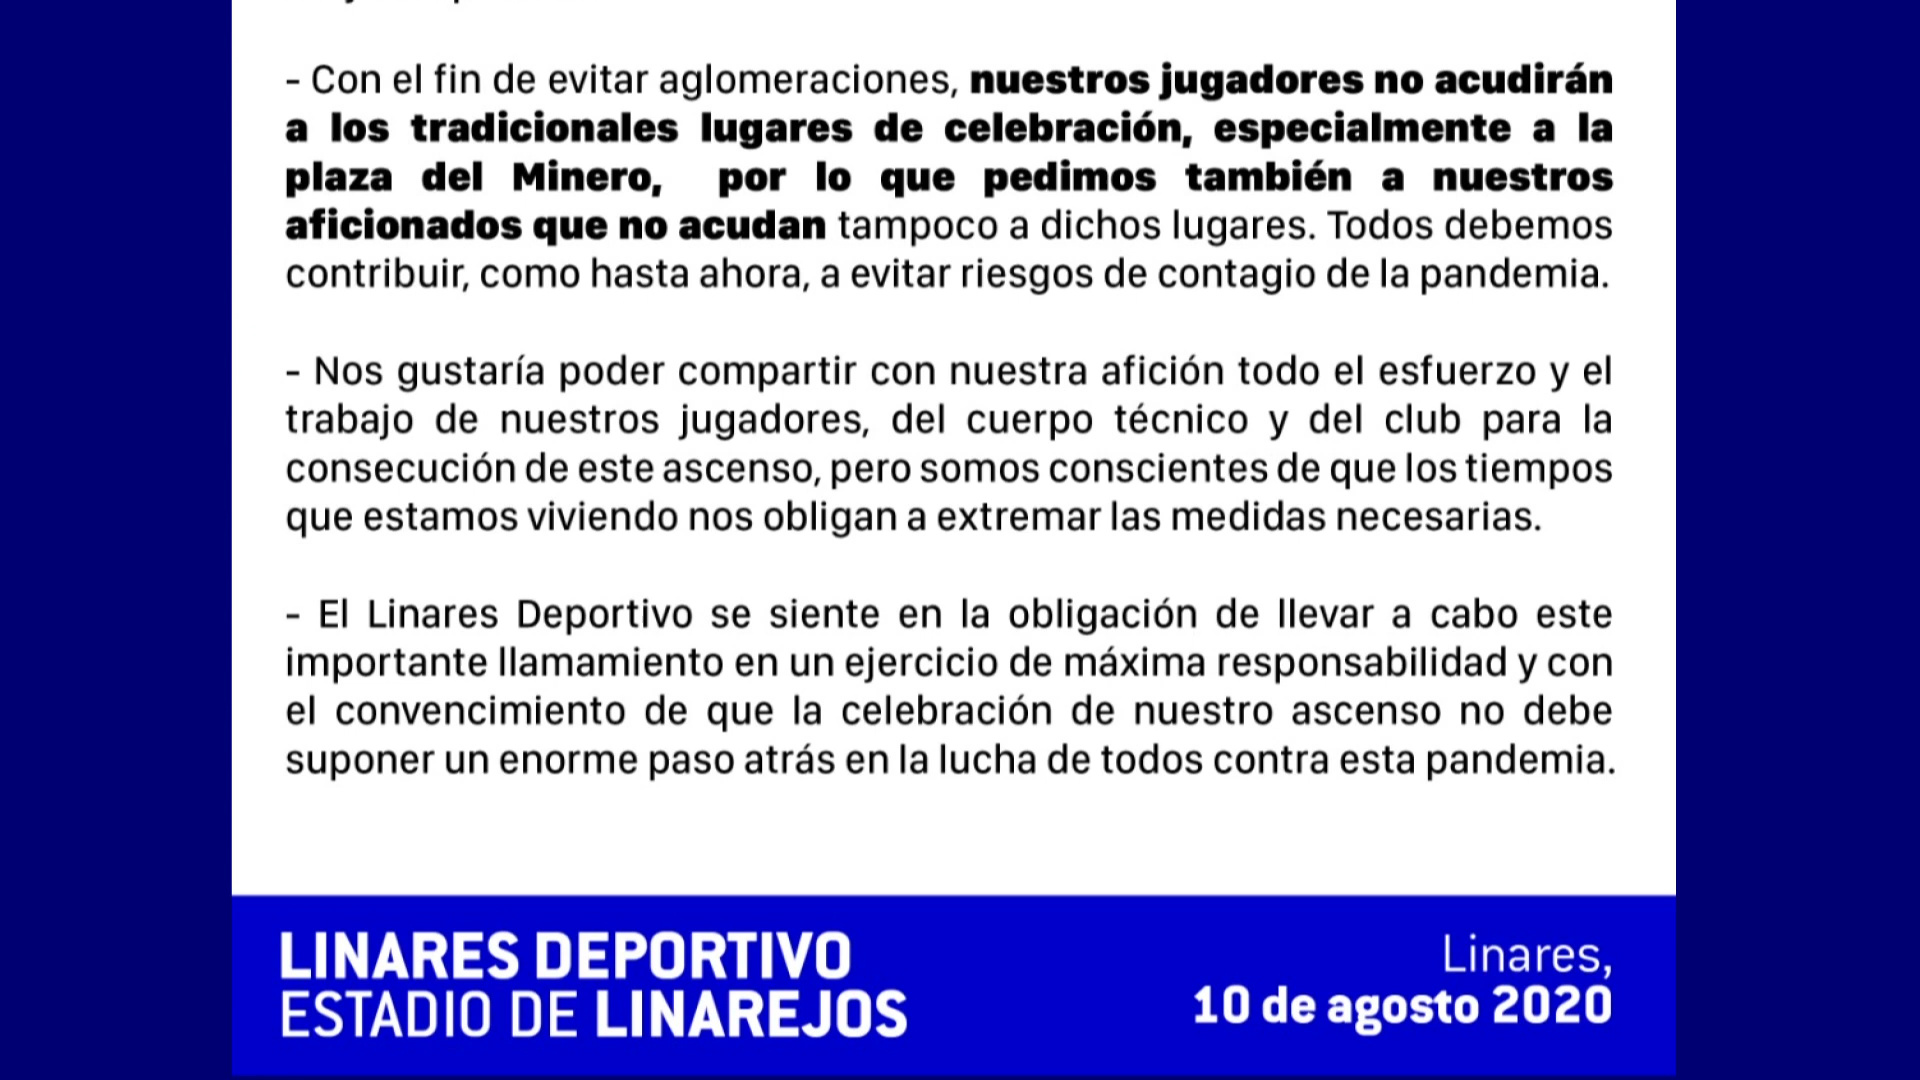 - Con el fin de evitar aglomeraciones, nuestros jugadores no acudirán
a los tradicionales lugares de celebración, especialmente a la
plaza del Minero, por lo que pedimos también a nuestros
aficionados que no acudan tampoco a dichos lugares. Todos debemos
contribuir, como hasta ahora, a evitar riesgos de contagio de la pandemia.
- Nos gustaría poder compartir con nuestra afición todo el esfuerzo y el
trabajo de nuestros jugadores, del cuerpo técnico y del club para la
consecución de este ascenso, pero somos conscientes de que los tiempos
que estamos viviendo nos obligan a extremar las medidas necesarias.
- El Linares Deportivo se siente en la obligación de llevar a cabo este
importante llamamiento en un ejercicio de máxima responsabilidad y con
el convencimiento de que la celebración de nuestro ascenso no debe
suponer un enorme paso atrás en la lucha de todos contra esta pandemia.
LINARES DEPORTIVO
ESTADIO DE LINAREJOS
Linares,
10 de agosto 2020